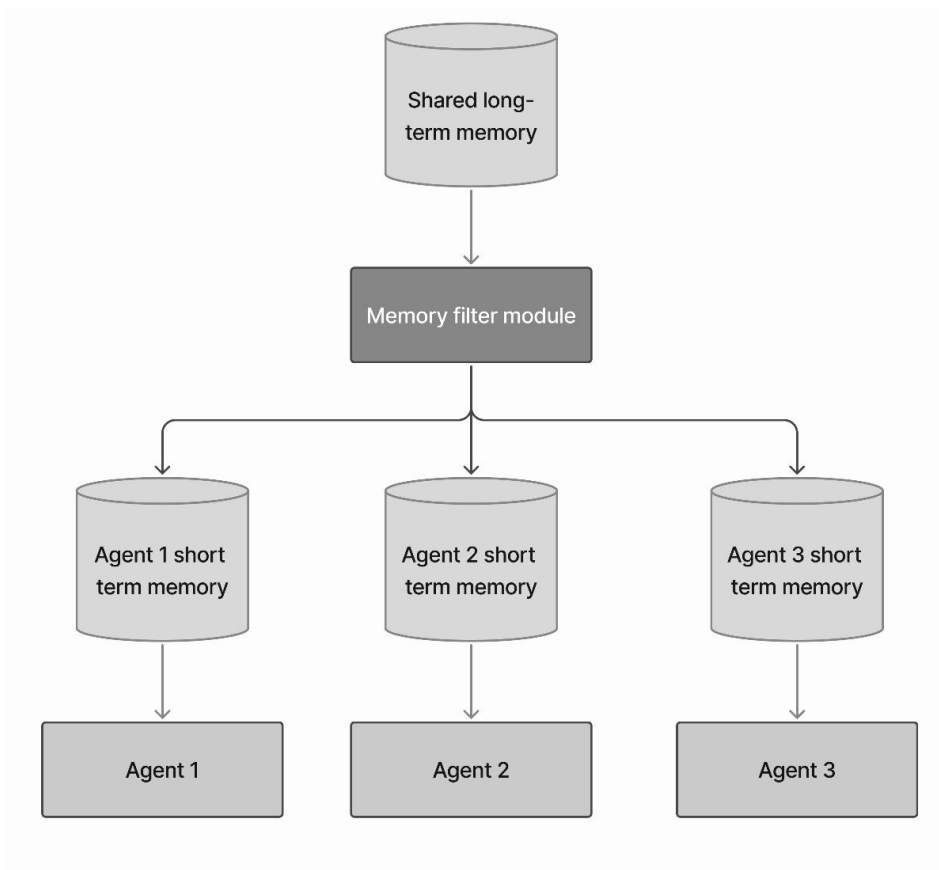 Shared long-
term memory
Memory filter module
Agent 1 short
term memory
Agent 2 short
term memory
Agent 3 short
term memory
Agent 1
Agent 2
Agent 3